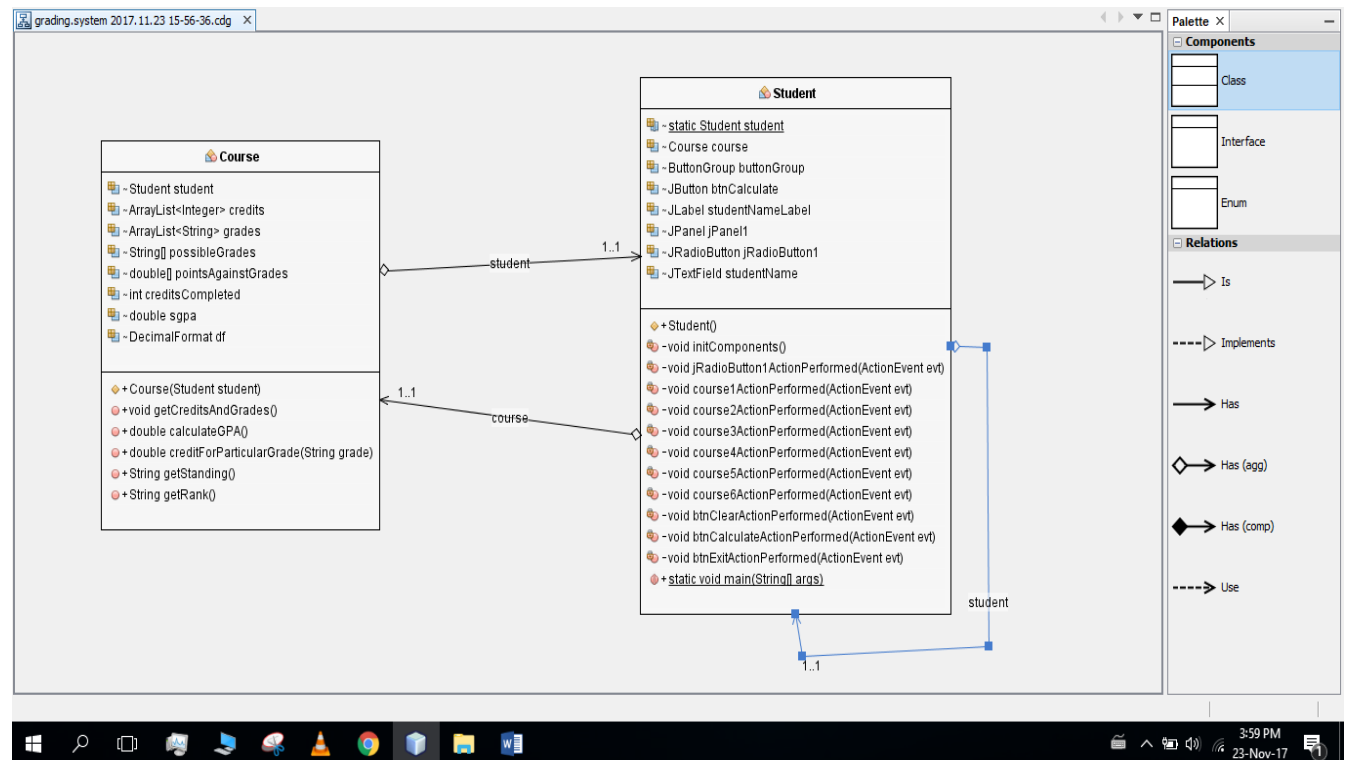 grading.system 2017.11.23 15-56-36.cdg
Course
~Student student
~ArrayList<Integer> credits
~ArrayList<String> grades
~String[] possibleGrades
~double[] pointsAgainstGrades
~int creditsCompleted
~double sgpa
~DecimalFormat df
+Course(Student student)
+void getCreditsAndGrades()
+double calculateGPA()
+double creditForParticularGrade(String grade)
+String getStanding()
+String getRank()
1..1
student
1..1
course
Student
~static Student student
~Course course
~ButtonGroup buttonGroup
~JButton btnCalculate
~JLabel studentNameLabel
~JPanel jPanel1
~JRadioButton jRadioButton1
~JTextField studentName
+Student()
-void initComponents()
-void jRadioButton1ActionPerformed(ActionEvent evt)
-void course1ActionPerformed(ActionEvent evt)
-void course2ActionPerformed(ActionEvent evt)
-void course3ActionPerformed(ActionEvent evt)
-void course4ActionPerformed(ActionEvent evt)
-void course5ActionPerformed(ActionEvent evt)
-void course6ActionPerformed(ActionEvent evt)
-void btnClearActionPerformed(ActionEvent evt)
-void btnCalculateActionPerformed(ActionEvent evt)
-void btnExitActionPerformed(ActionEvent evt)
+static void main(String[] args)
student
1..1
Palette
Components
Class
Interface
Enum
Relations
Is
Implements
Has
Has (agg)
Has (comp)
Use
3:59 PM
23-Nov-17
1